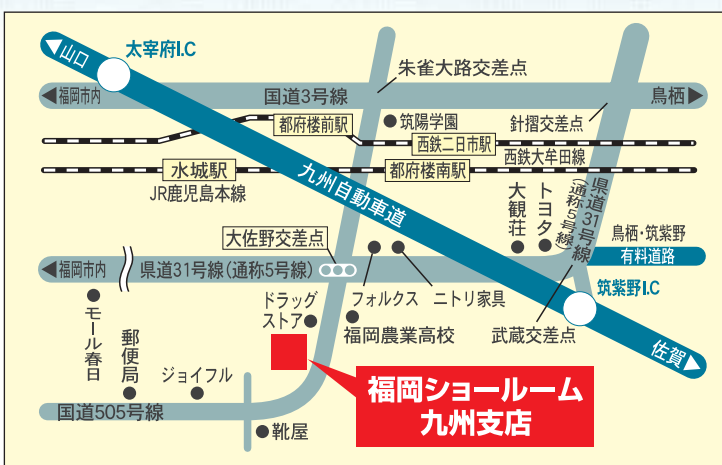 山口
太宰府I.C
朱雀大路交差点
福岡市内
国道3号線
鳥栖
都府楼前駅
筑陽学園
針摺交差点
西鉄二日市駅
西鉄大牟田線
水城駅
都府楼南駅
JR鹿児島本線
九州自動車道
大観荘
トヨタ
県道31号線
(通称5号線)
大佐野交差点
鳥栖・筑紫野
有料道路
福岡市内
県道31号線(通称5号線)
筑紫野I.C
モール春日
郵便局
ドラッグ
ストア
フォルクス
ニトリ家具
福岡農業高校
武蔵交差点
佐賀
ジョイフル
国道505号線
靴屋
福岡ショールーム
九州支店